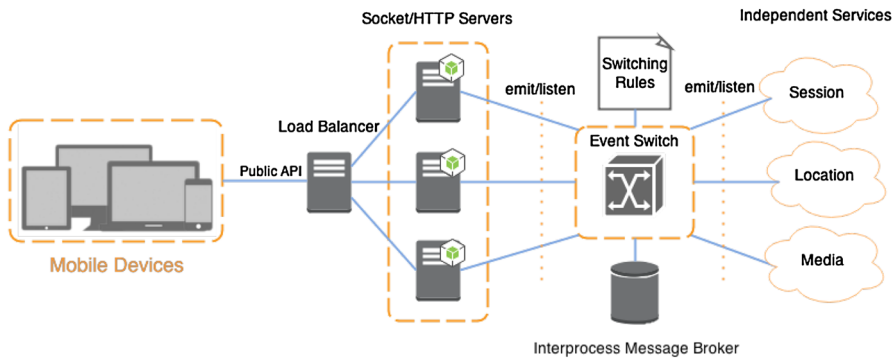 Socket/HTTP Servers
Independent Services
Switching
Rules
emit/listen
emit/listen
Session
Load Balancer
Event Switch
Public API
Location
Mobile Devices
Media
Interprocess Message Broker